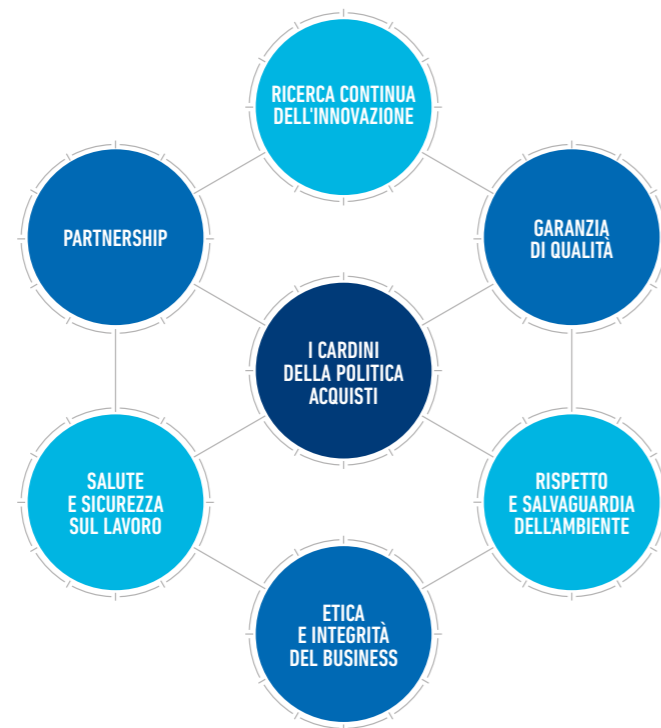 RICERCA CONTINUA
DELL'INNOVAZIONE
PARTNERSHIP
GARANZIA
DI QUALITÀ
I CARDINI
DELLA POLITICA
ACQUISTI
SALUTE
E SICUREZZA
SUL LAVORO
RISPETTO
E SALVAGUARDIA
DELL'AMBIENTE
ETICA
E INTEGRITÀ
DEL BUSINESS